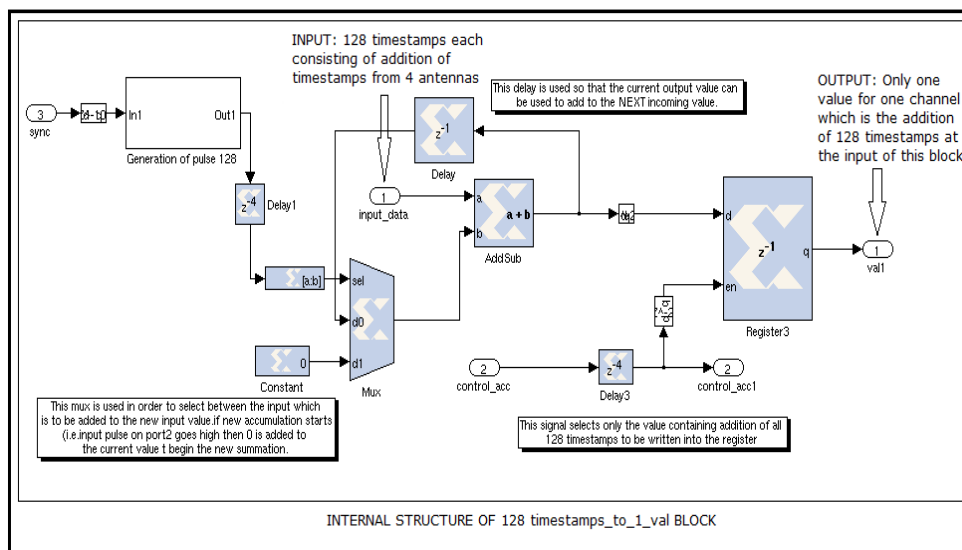 INPUT: 128 timestamps each
consisting of addition of
timestamps from 4 antennas
This delay is used so that the current output value can
be used to add to the NEXT incoming value.
OUTPUT: Only one
value for one channel
which is the addition
of 128 timestamps at
the input of this block
3
sync
In1
Out1
Generation of pulse 128
z-1
Delay
z-4
Delay1
1
input_data
a
b
a + b
AddSub
d
en
z-1
q
Register3
1
val1
[a:b]
sel
d0
d1
Mux
0
Constant
2
control_acc
z-4
Delay3
2
control_acc1
This mux is used in order to select between the input which
is to be added to the new input value.if new accumulation starts
(i.e.input pulse on port2 goes high then 0 is added to
the current value t begin the new summation.
This signal selects only the value containing addition of all
128 timestamps to be written into the register
INTERNAL STRUCTURE OF 128 timestamps_to_1_val BLOCK